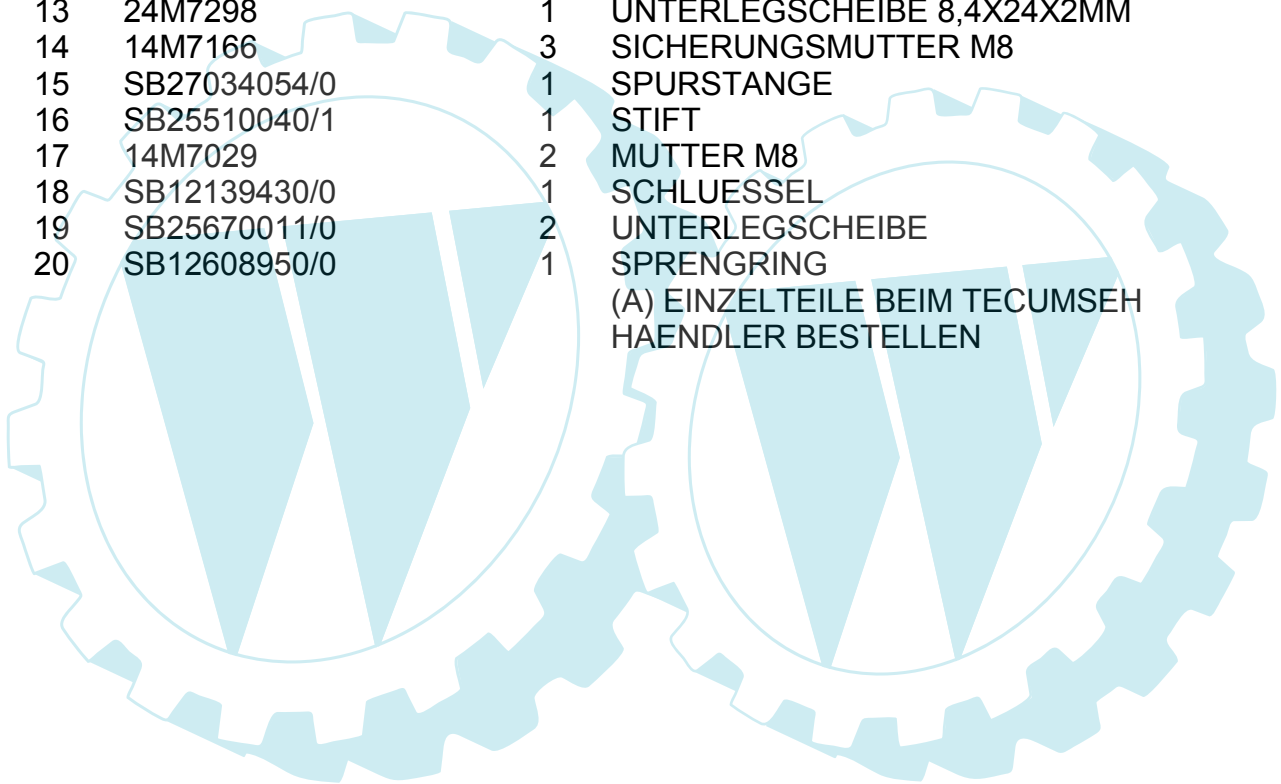 13 24M7298 1 UNTERLEGSCHEIBE 8,4X24X2MM
14 14M7166 3 SICHERUNGSMUTTER M8
15 SB27034054/0 1 SPURSTANGE
16 SB25510040/1 1 STIFT
17 14M7029 2 MUTTER M8
18 SB12139430/0 1 SCHLUESSEL
19 SB25670011/0 2 UNTERLEGSCHEIBE
20 SB12608950/0 1 SPRENGRING
(A) EINZELTEILE BEIM TECUMSEH
HAENDLER BESTELLEN